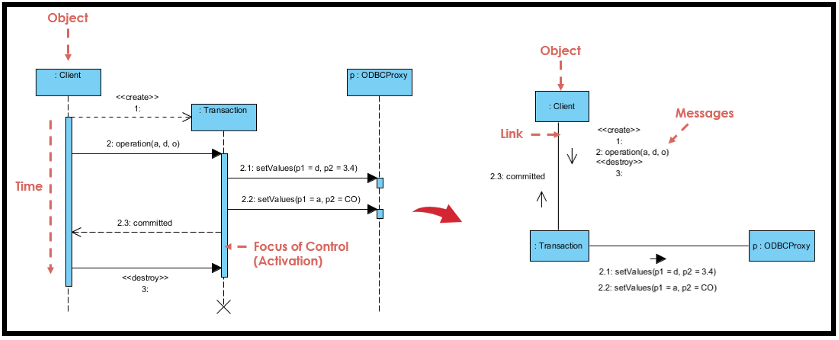 Object
: Client
p : ODBCProxy
<<create>>
1:
: Transaction
2: operation(a, d, o)
2.1: setValues(p1 = d, p2 = 3.4)
Time
2.2: setValues(p1 = a, p2 = CO)
2.3: committed
Focus of Control
(Activation)
<<destroy>>
3:
Object
: Client
Messages
Link
<<create>>
1:
2: operation(a, d, o)
<<destroy>>
3:
2.3: committed
: Transaction
p : ODBCProxy
2.1: setValues(p1 = d, p2 = 3.4)
2.2: setValues(p1 = a, p2 = CO)